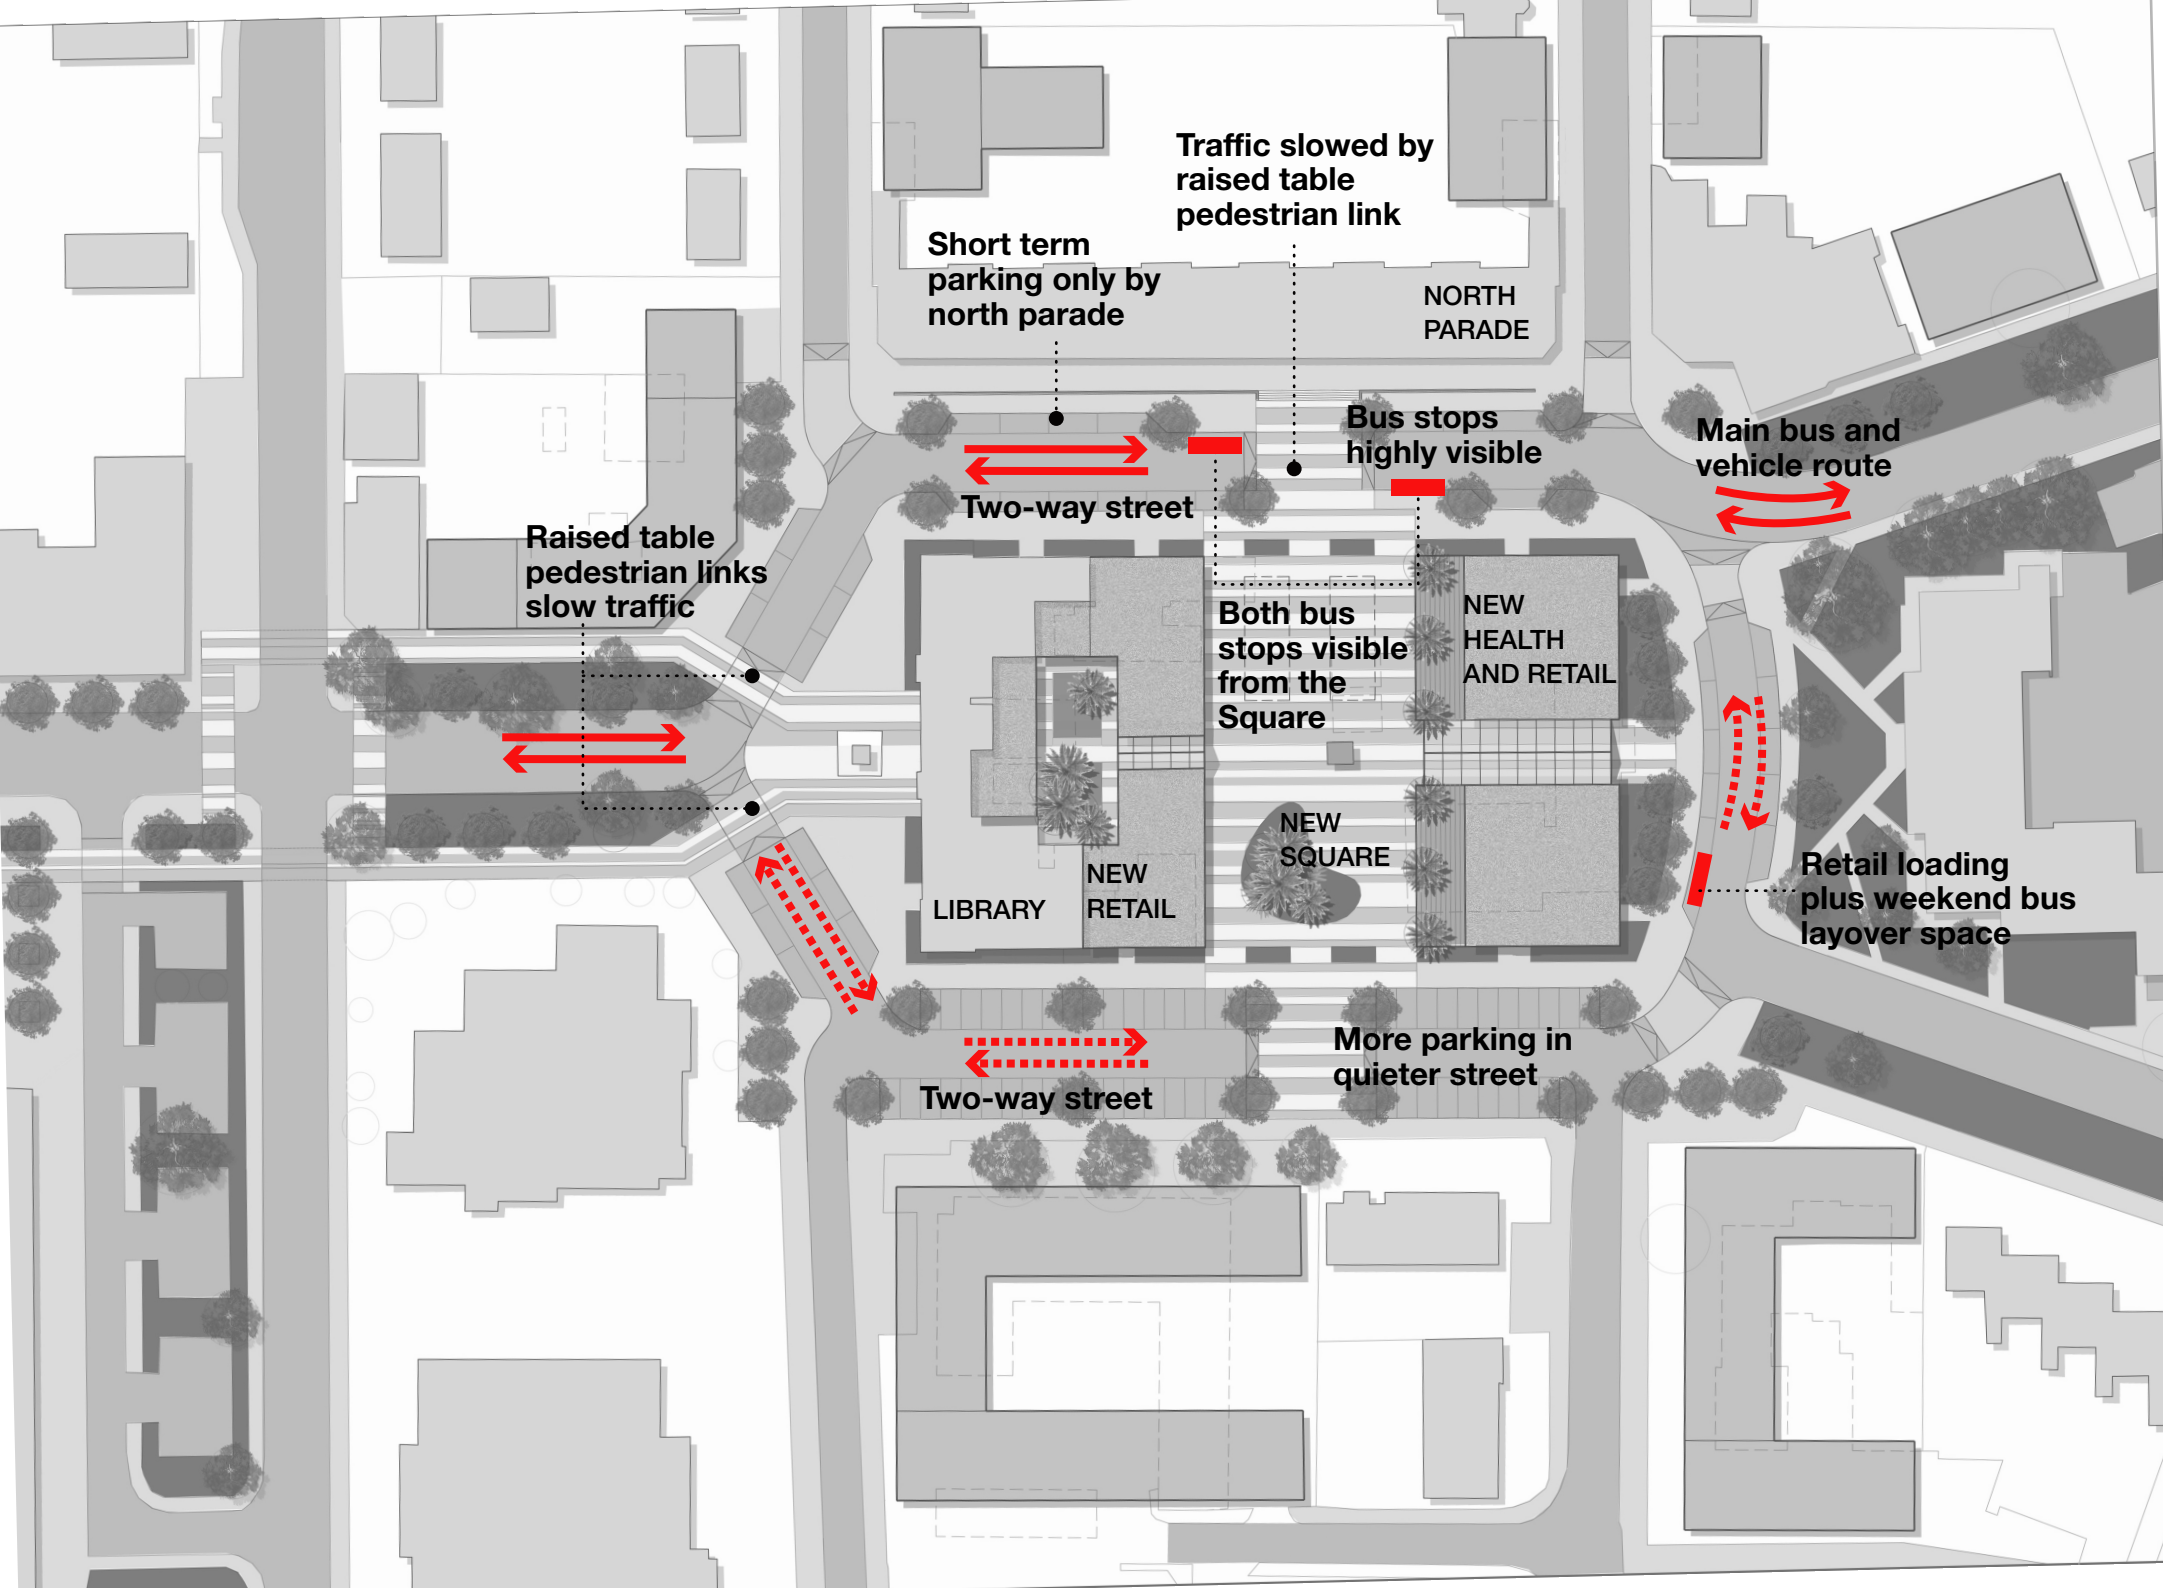 Traffic slowed by
raised table
pedestrian link
Short term
parking only by
north parade
NORTH
PARADE
Bus stops
highly visible
Main bus and
vehicle route
Two-way street
Raised table
pedestrian links
slow traffic
Both bus
stops visible
from the
Square
NEW
HEALTH
AND RETAIL
NEW
SQUARE
NEW
RETAIL
LIBRARY
Retail loading
plus weekend bus
layover space
More parking in
quieter street
Two-way street